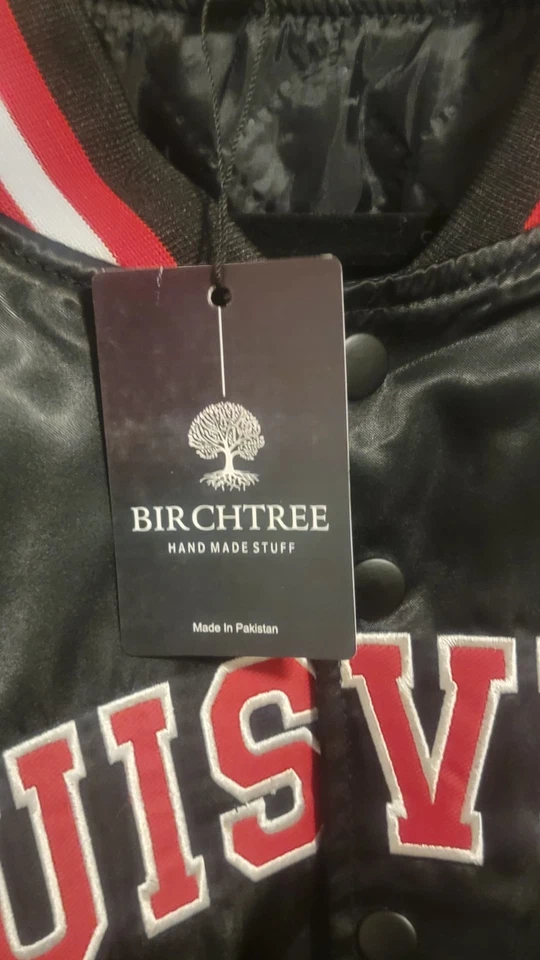 BIRCHTREE
HAND MADE STUFF
Made In Pakistan
UISV